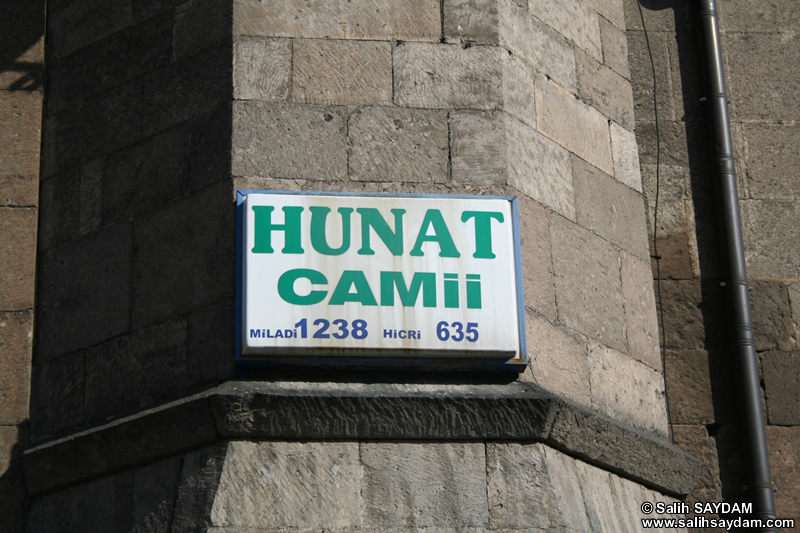 HUNAT
CAMii
MiLADi 1238 HiCRi 635
© Salih SAYDAM
www.salihsaydam.com